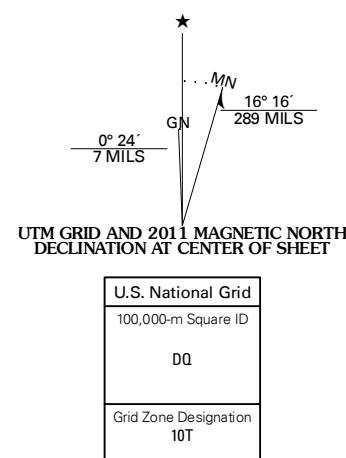 ★
MN
16° 16´
289 MILS
GN
0° 24´
7 MILS
UTM GRID AND 2011 MAGNETIC NORTH
DECLINATION AT CENTER OF SHEET
U.S. National Grid
100,000-m Square ID
DQ
Grid Zone Designation
10T